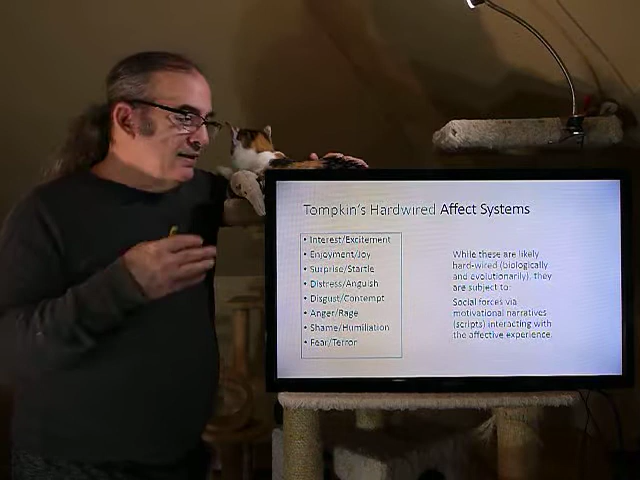 Tompkin's Hardwired Affect Systems
• Interest/Excitement
• Enjoyment/Joy
• Surprise/Startle
• Distress/Anguish
• Disgust/Contempt
• Anger/Rage
• Shame/Humiliation
• Fear/Terror
While these are likely
hard-wired (biologically
and evolutionarily), they
are subject to:
Social forces via
motivational narratives
(scripts) interacting with
the affective experience.